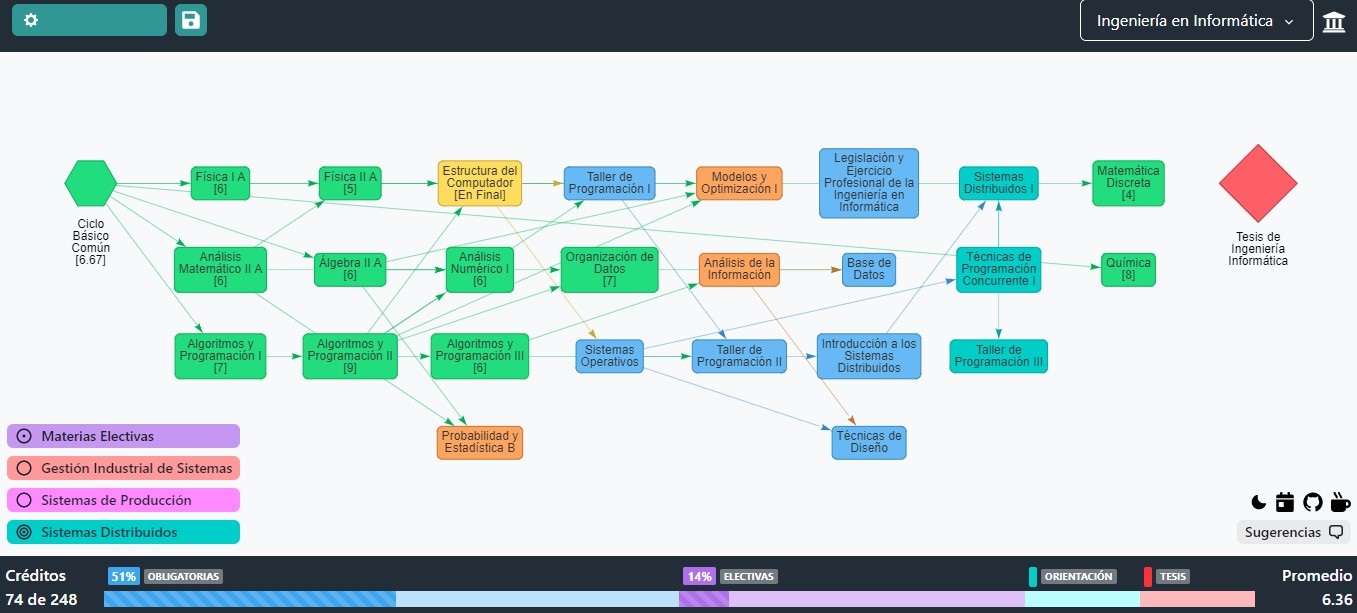 Ingeniería en Informática
Ciclo
Básico
Común
[6.67]
Física I A
[6]
Física II A
[5]
Estructura del
Computador
[En Final]
Taller de
Programación I
Modelos y
Optimización I
Legislación y
Ejercicio
Profesional de la
Ingeniería en
Informática
Sistemas
Distribuidos I
Matemática
Discreta
[4]
Tesis de
Ingeniería
Informática
Análisis
Matemático II A
[6]
Álgebra II A
[6]
Análisis
Numérico I
[6]
Organización de
Datos
[7]
Análisis de la
Información
Base de
Datos
Técnicas de
Programación
Concurrente I
Química
[8]
Algoritmos y
Programación I
[7]
Algoritmos y
Programación II
[9]
Algoritmos y
Programación III
[6]
Sistemas
Operativos
Taller de
Programación II
Introducción a los
Sistemas
Distribuidos
Taller de
Programación III
Probabilidad y
Estadística B
Técnicas de
Diseño
Materias Electivas
Gestión Industrial de Sistemas
Sistemas de Producción
Sistemas Distribuidos
Sugerencias
Créditos
74 de 248
51% OBLIGATORIAS
14% ELECTIVAS
ORIENTACIÓN
TESIS
Promedio
6.36